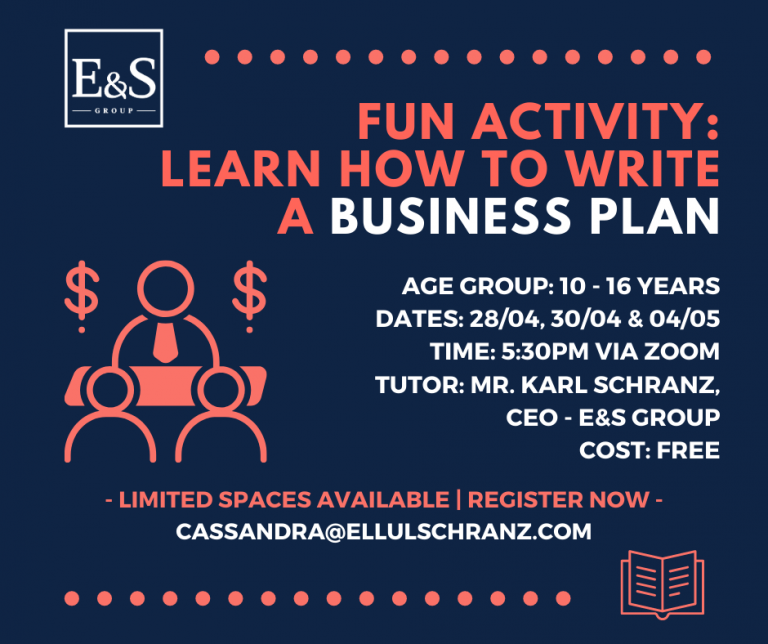 E&S
GROUP
FUN ACTIVITY:
LEARN HOW TO WRITE
A BUSINESS PLAN
AGE GROUP: 10 - 16 YEARS
DATES: 28/04, 30/04 & 04/05
TIME: 5:30PM VIA ZOOM
TUTOR: MR. KARL SCHRANZ,
CEO - E&S GROUP
COST: FREE
$ $
- LIMITED SPACES AVAILABLE | REGISTER NOW -
CASSANDRA@ELLULSCHRANZ.COM